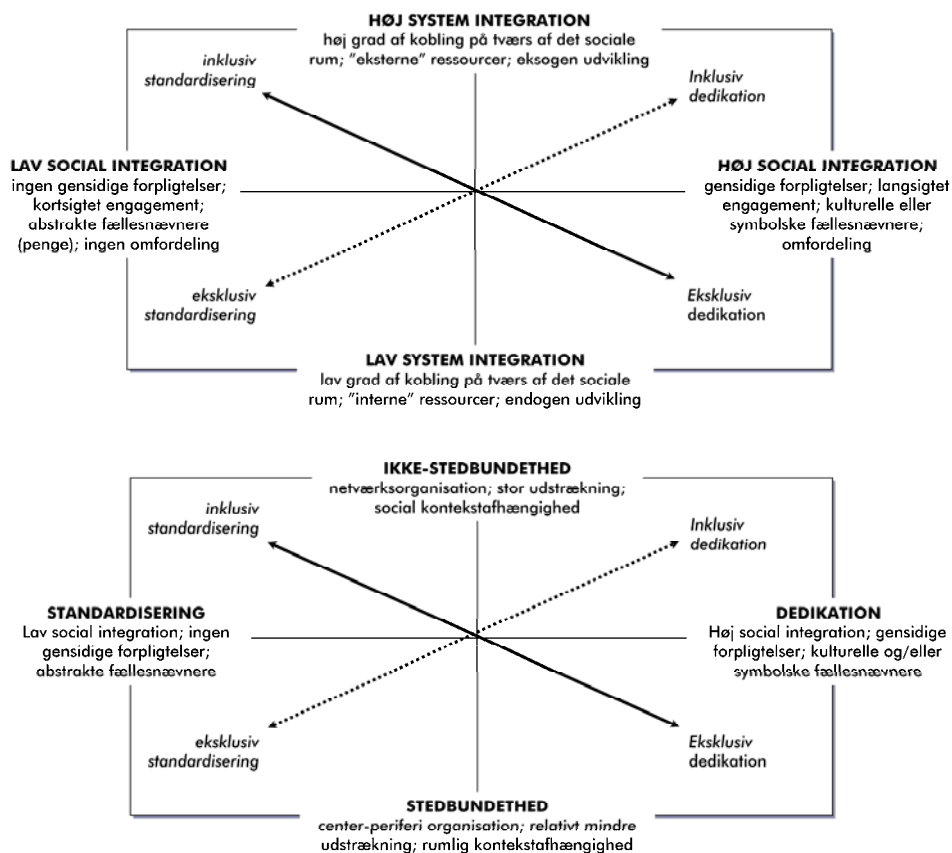 HØJ SYSTEM INTEGRATION
høj grad af kobling på tværs af det sociale
rum; "eksterne" ressourcer; eksogen udvikling
inklusiv
standardisering
Inklusiv
dedikation
LAV SOCIAL INTEGRATION
ingen gensidige forpligtelser;
kortsigtet engagement;
abstrakte fællesnævnere
(penge); ingen omfordeling
HØJ SOCIAL INTEGRATION
gensidige forpligtelser; langsigtet
engagement; kulturelle eller
symbolske fællesnævnere;
omfordeling
eksklusiv
standardisering
Eksklusiv
dedikation
LAV SYSTEM INTEGRATION
lav grad af kobling på tværs af det sociale
rum; "interne" ressourcer; endogen udvikling
IKKE-STEDBUNDETHED
netværksorganisation; stor udstrækning;
social kontekstafhængighed
inklusiv
standardisering
Inklusiv
dedikation
STANDARDISERING
Lav social integration; ingen
gensidige forpligtelser;
abstrakte fællesnævnere
DEDIKATION
Høj social integration; gensidige
forpligtelser; kulturelle og/eller
symbolske fællesnævnere
eksklusiv
standardisering
Eksklusiv
dedikation
STEDBUNDETHED
center-periferi organisation; relativt mindre
udstrækning; rumlig kontekstafhængighed